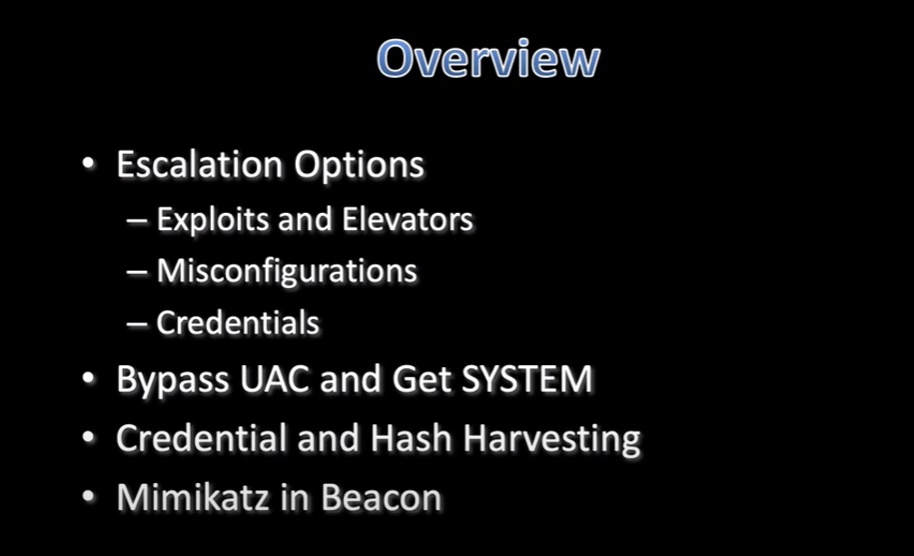 Overview
• Escalation Options
– Exploits and Elevators
– Misconfigurations
– Credentials
• Bypass UAC and Get SYSTEM
• Credential and Hash Harvesting
• Mimikatz in Beacon